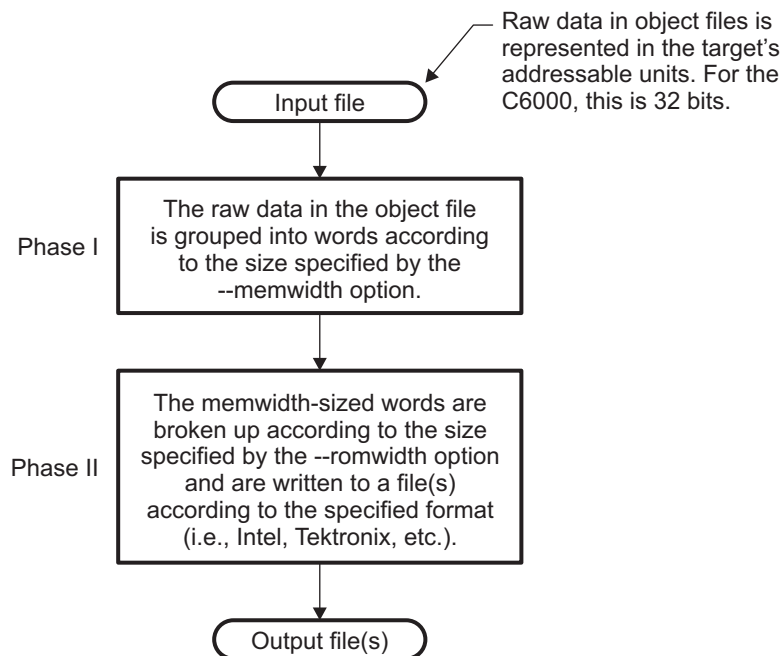 Raw data in object files is
represented in the target's
addressable units. For the
C6000, this is 32 bits.
Input file
Phase I
The raw data in the object file
is grouped into words according
to the size specified by the
--memwidth option.
Phase II
The memwidth-sized words are
broken up according to the size
specified by the --romwidth option
and are written to a file(s)
according to the specified format
(i.e., Intel, Tektronix, etc.).
Output file(s)